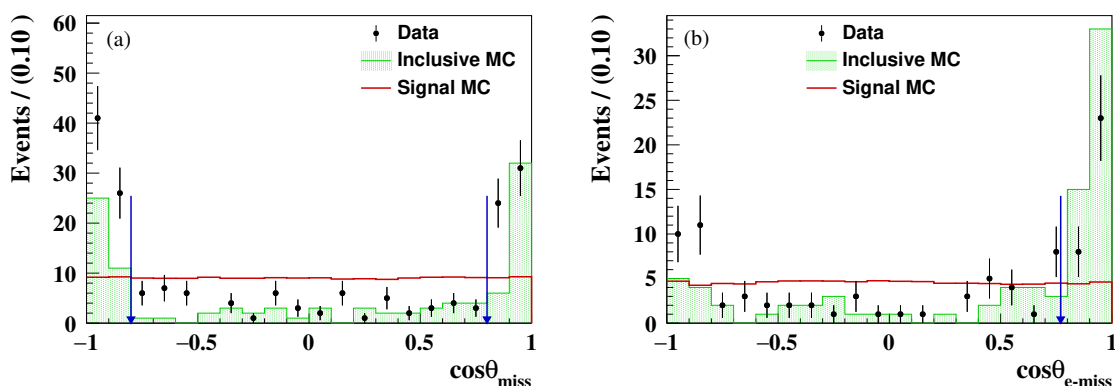 (a)
Data
Inclusive MC
Signal MC
Events / (0.10)
60
50
40
30
20
10
0
−1 −0.5 0 0.5 1
cosθmiss
(b)
Data
Inclusive MC
Signal MC
Events / (0.10)
30
25
20
15
10
5
0
−1 −0.5 0 0.5 1
cosθe-miss